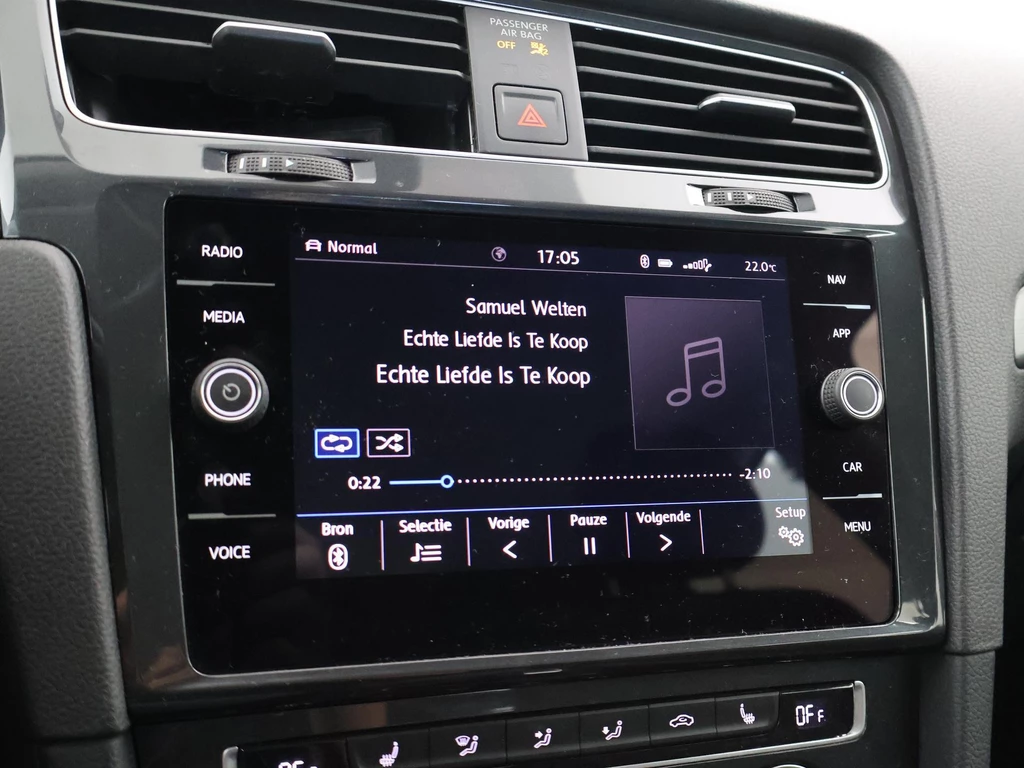 PASSENGER
AIR BAG
OFF
RADIO
MEDIA
PHONE
VOICE
Normal
17:05
22.0°C
Samuel Welten
Echte Liefde Is Te Koop
Echte Liefde Is Te Koop
0:22
-2:10
Bron
Selectie
Vorige
Pauze
Volgende
Setup
NAV
APP
CAR
MENU
OFF